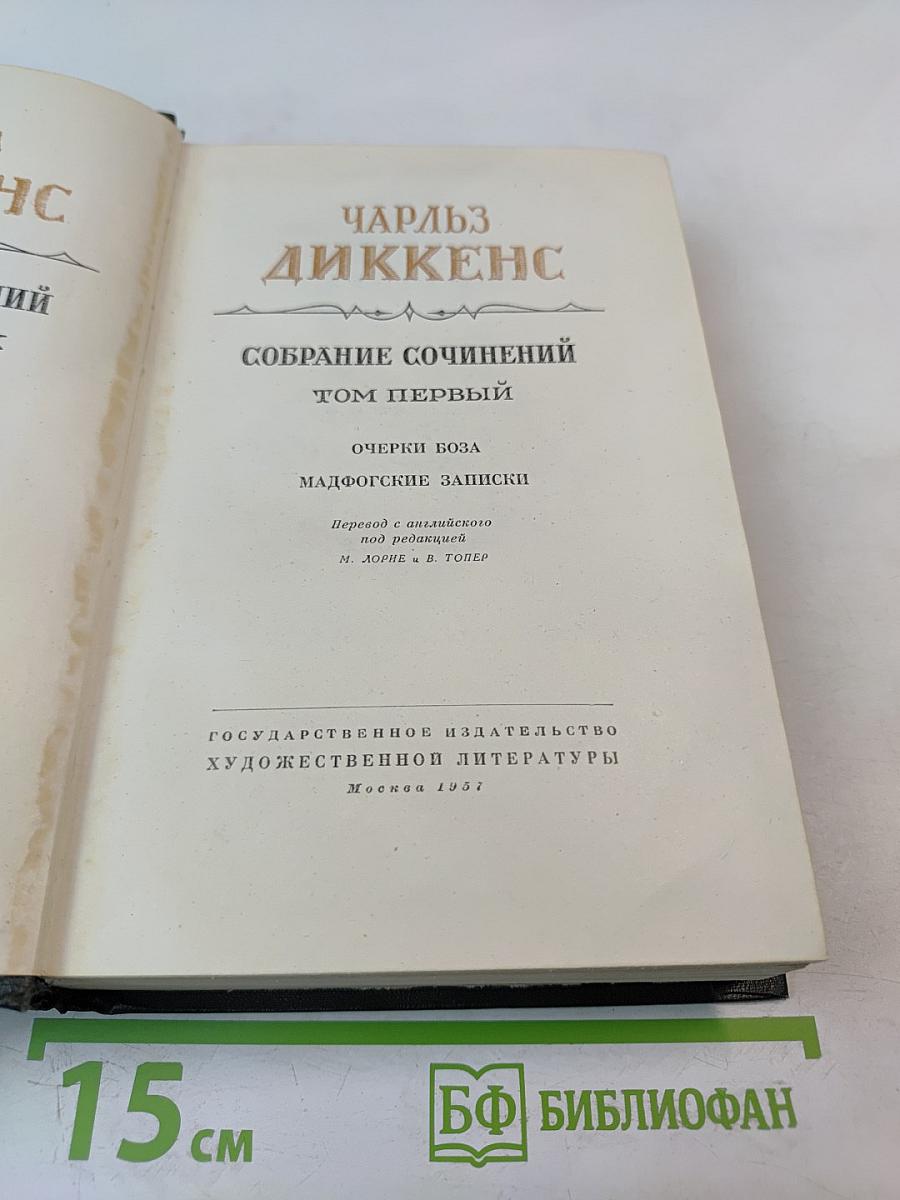 НС
ЧАРЛЬЗ
ДИККЕНС
СОБРАНИЕ СОЧИНЕНИЙ
ТОМ ПЕРВЫЙ
ОЧЕРКИ БОЗА
МАДФОГСКИЕ ЗАПИСКИ
Перевод с английского
под редакцией
М. ЛОРИЕ и В. ТОПЕР
ГОСУДАРСТВЕННОЕ ИЗДАТЕЛЬСТВО
ХУДОЖЕСТВЕННОЙ ЛИТЕРАТУРЫ
Москва 1957
15 см
БФ БИБЛИОФАН